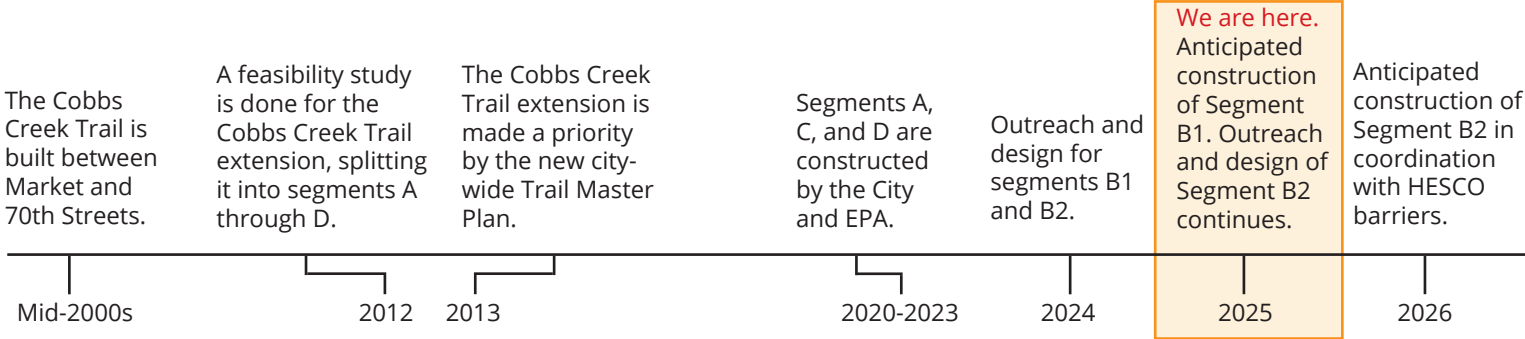 The Cobbs
Creek Trail is
built between
Market and
70th Streets.
A feasibility study
is done for the
Cobbs Creek Trail
extension, splitting
it into segments A
through D.
The Cobbs Creek
Trail extension is
made a priority
by the new city-
wide Trail Master
Plan.
Segments A,
C, and D are
constructed
by the City
and EPA.
Outreach and
design for
segments B1
and B2.
We are here.
Anticipated
construction
of Segment
B1. Outreach
and design of
Segment B2
continues.
Anticipated
construction of
Segment B2 in
coordination
with HESCO
barriers.
Mid-2000s
2012
2013
2020-2023
2024
2025
2026